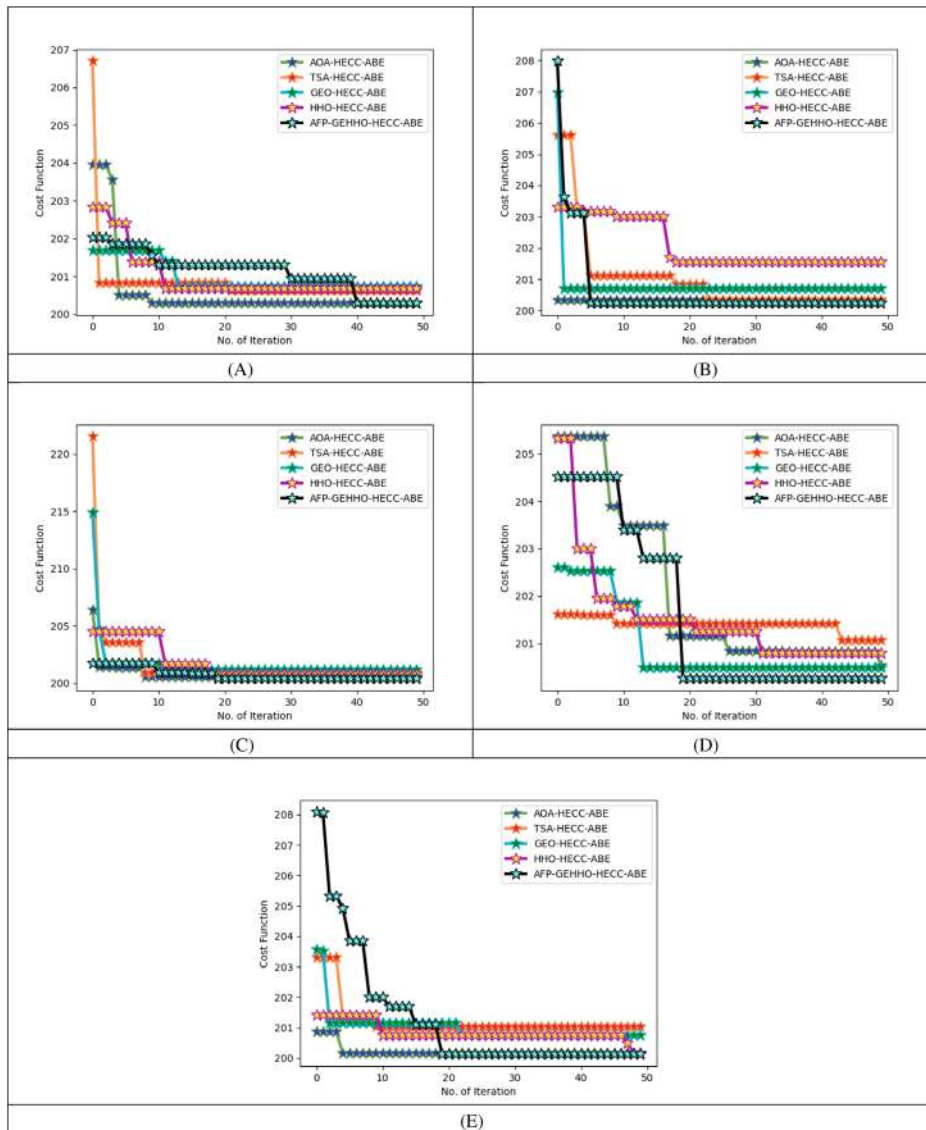 207
206
205
204
203
202
201
200
Cost Function
0 10 20 30 40 50
No. of Iteration
AOA-HECC-ABE
TSA-HECC-ABE
GEO-HECC-ABE
HHO-HECC-ABE
AFP-GEHHO-HECC-ABE
(A)
208
207
206
205
204
203
202
201
200
Cost Function
0 10 20 30 40 50
No. of Iteration
AOA-HECC-ABE
TSA-HECC-ABE
GEO-HECC-ABE
HHO-HECC-ABE
AFP-GEHHO-HECC-ABE
(B)
220
215
210
205
200
Cost Function
0 10 20 30 40 50
No. of Iteration
AOA-HECC-ABE
TSA-HECC-ABE
GEO-HECC-ABE
HHO-HECC-ABE
AFP-GEHHO-HECC-ABE
(C)
205
204
203
202
201
Cost Function
0 10 20 30 40 50
No. of Iteration
AOA-HECC-ABE
TSA-HECC-ABE
GEO-HECC-ABE
HHO-HECC-ABE
AFP-GEHHO-HECC-ABE
(D)
208
207
206
205
204
203
202
201
200
Cost Function
0 10 20 30 40 50
No. of Iteration
AOA-HECC-ABE
TSA-HECC-ABE
GEO-HECC-ABE
HHO-HECC-ABE
AFP-GEHHO-HECC-ABE
(E)